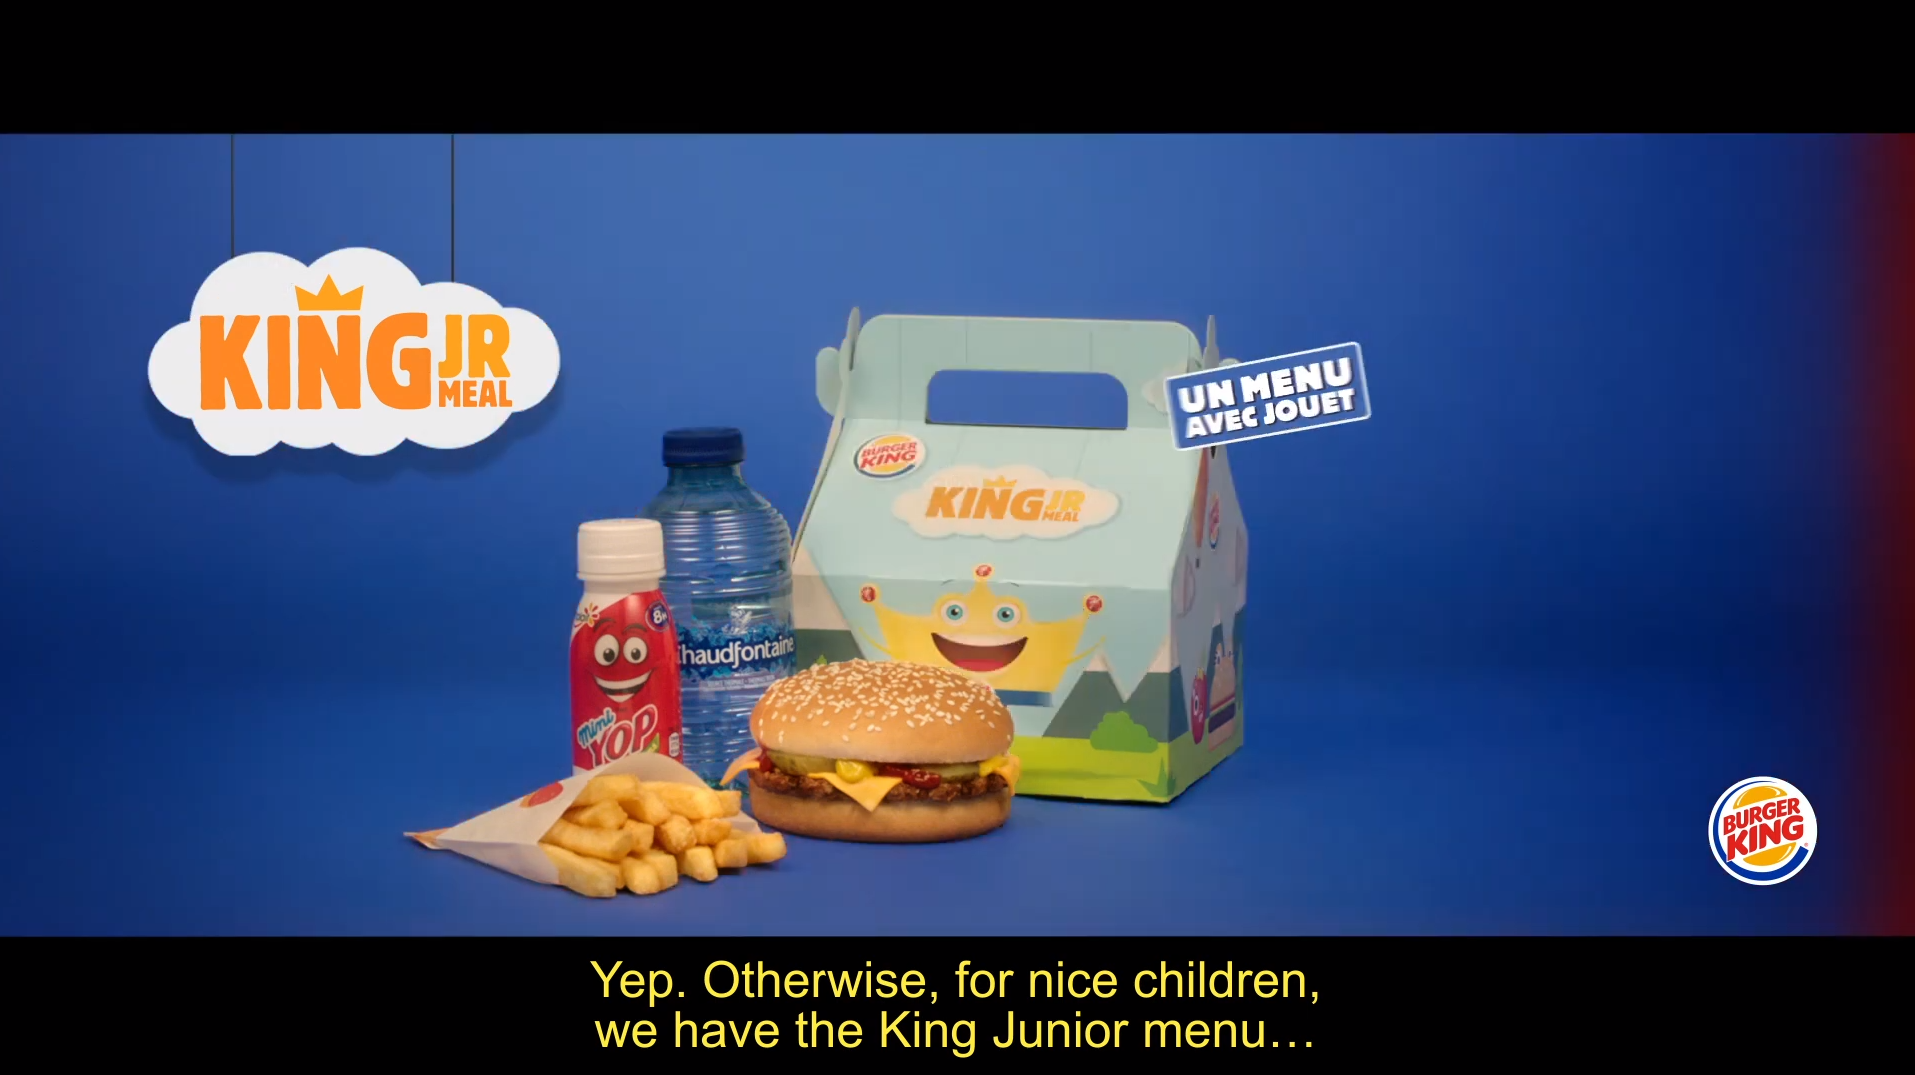 KING JR
MEAL
UN MENU
AVEC JOUET
BURGER
KING
KING JR
MEAL
8
haudfontaine
mini
YOP
BURGER
KING
Yep. Otherwise, for nice children,
we have the King Junior menu…